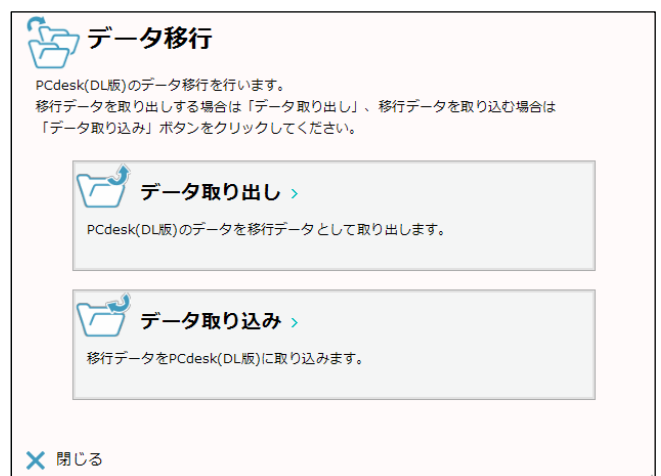 データ移行
PCdesk(DL版)のデータ移行を行います。
移行データを取り出しする場合は「データ取り出し」、移行データを取り込む場合は
「データ取り込み」ボタンをクリックしてください。
データ取り出し >
PCdesk(DL版)のデータを移行データとして取り出します。
データ取り込み >
移行データをPCdesk(DL版)に取り込みます。
閉じる